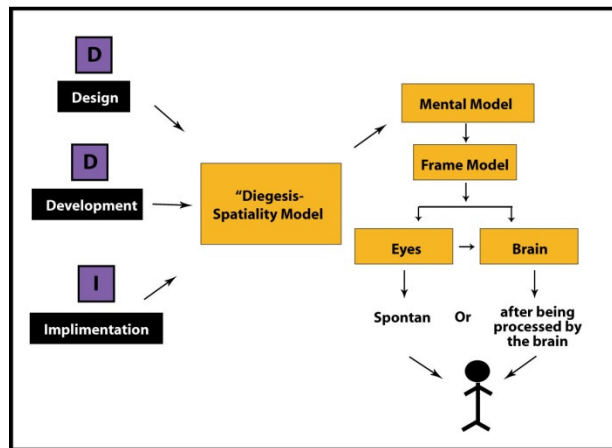 D
Design
D
Development
I
Implimentation
“Diegesis-
Spatiality Model
Mental Model
Frame Model
Eyes
Brain
Spontan
Or
after being
processed by
the brain